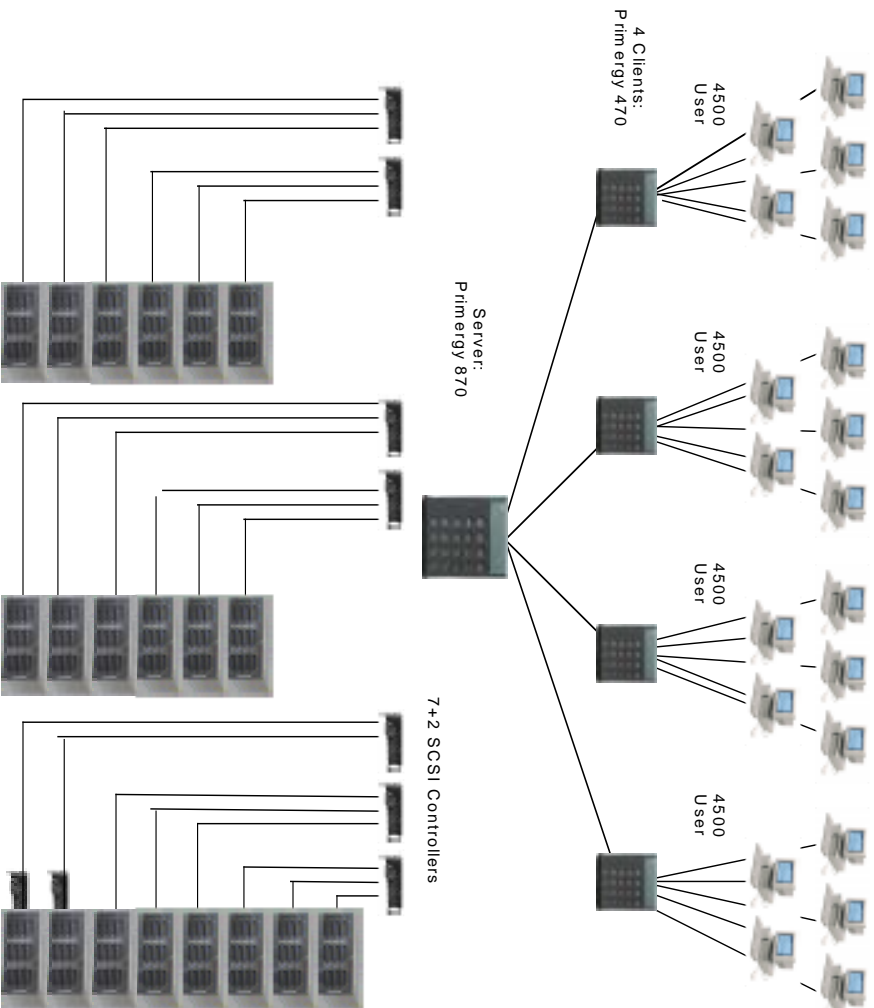 4500
User
4500
User
4500
User
4500
User
4 Clients:
Primergy 470
Server:
Primergy 870
7+2 SCSI Controllers